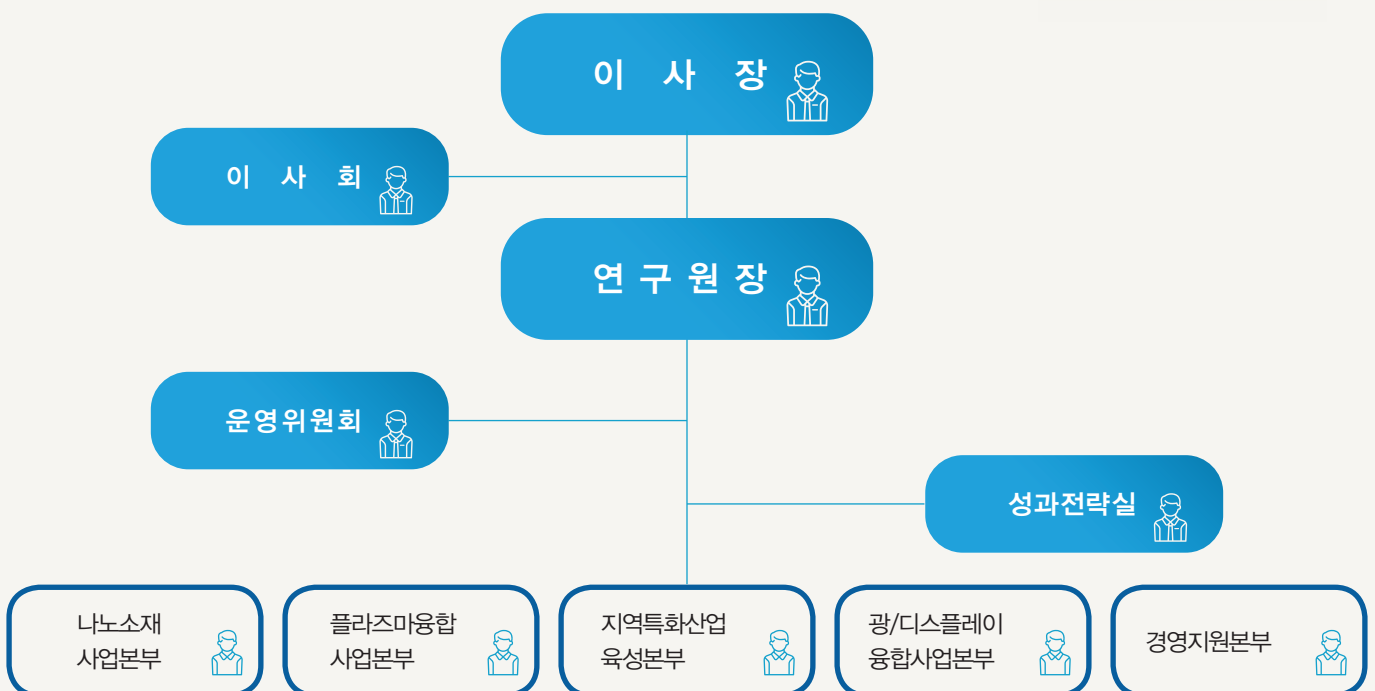 이 사 장
이 사 회
연구원장
운영위원회
성과전략실
나노소재
사업본부
플라즈마융합
사업본부
지역특화산업
육성본부
광/디스플레이
융합사업본부
경영지원본부